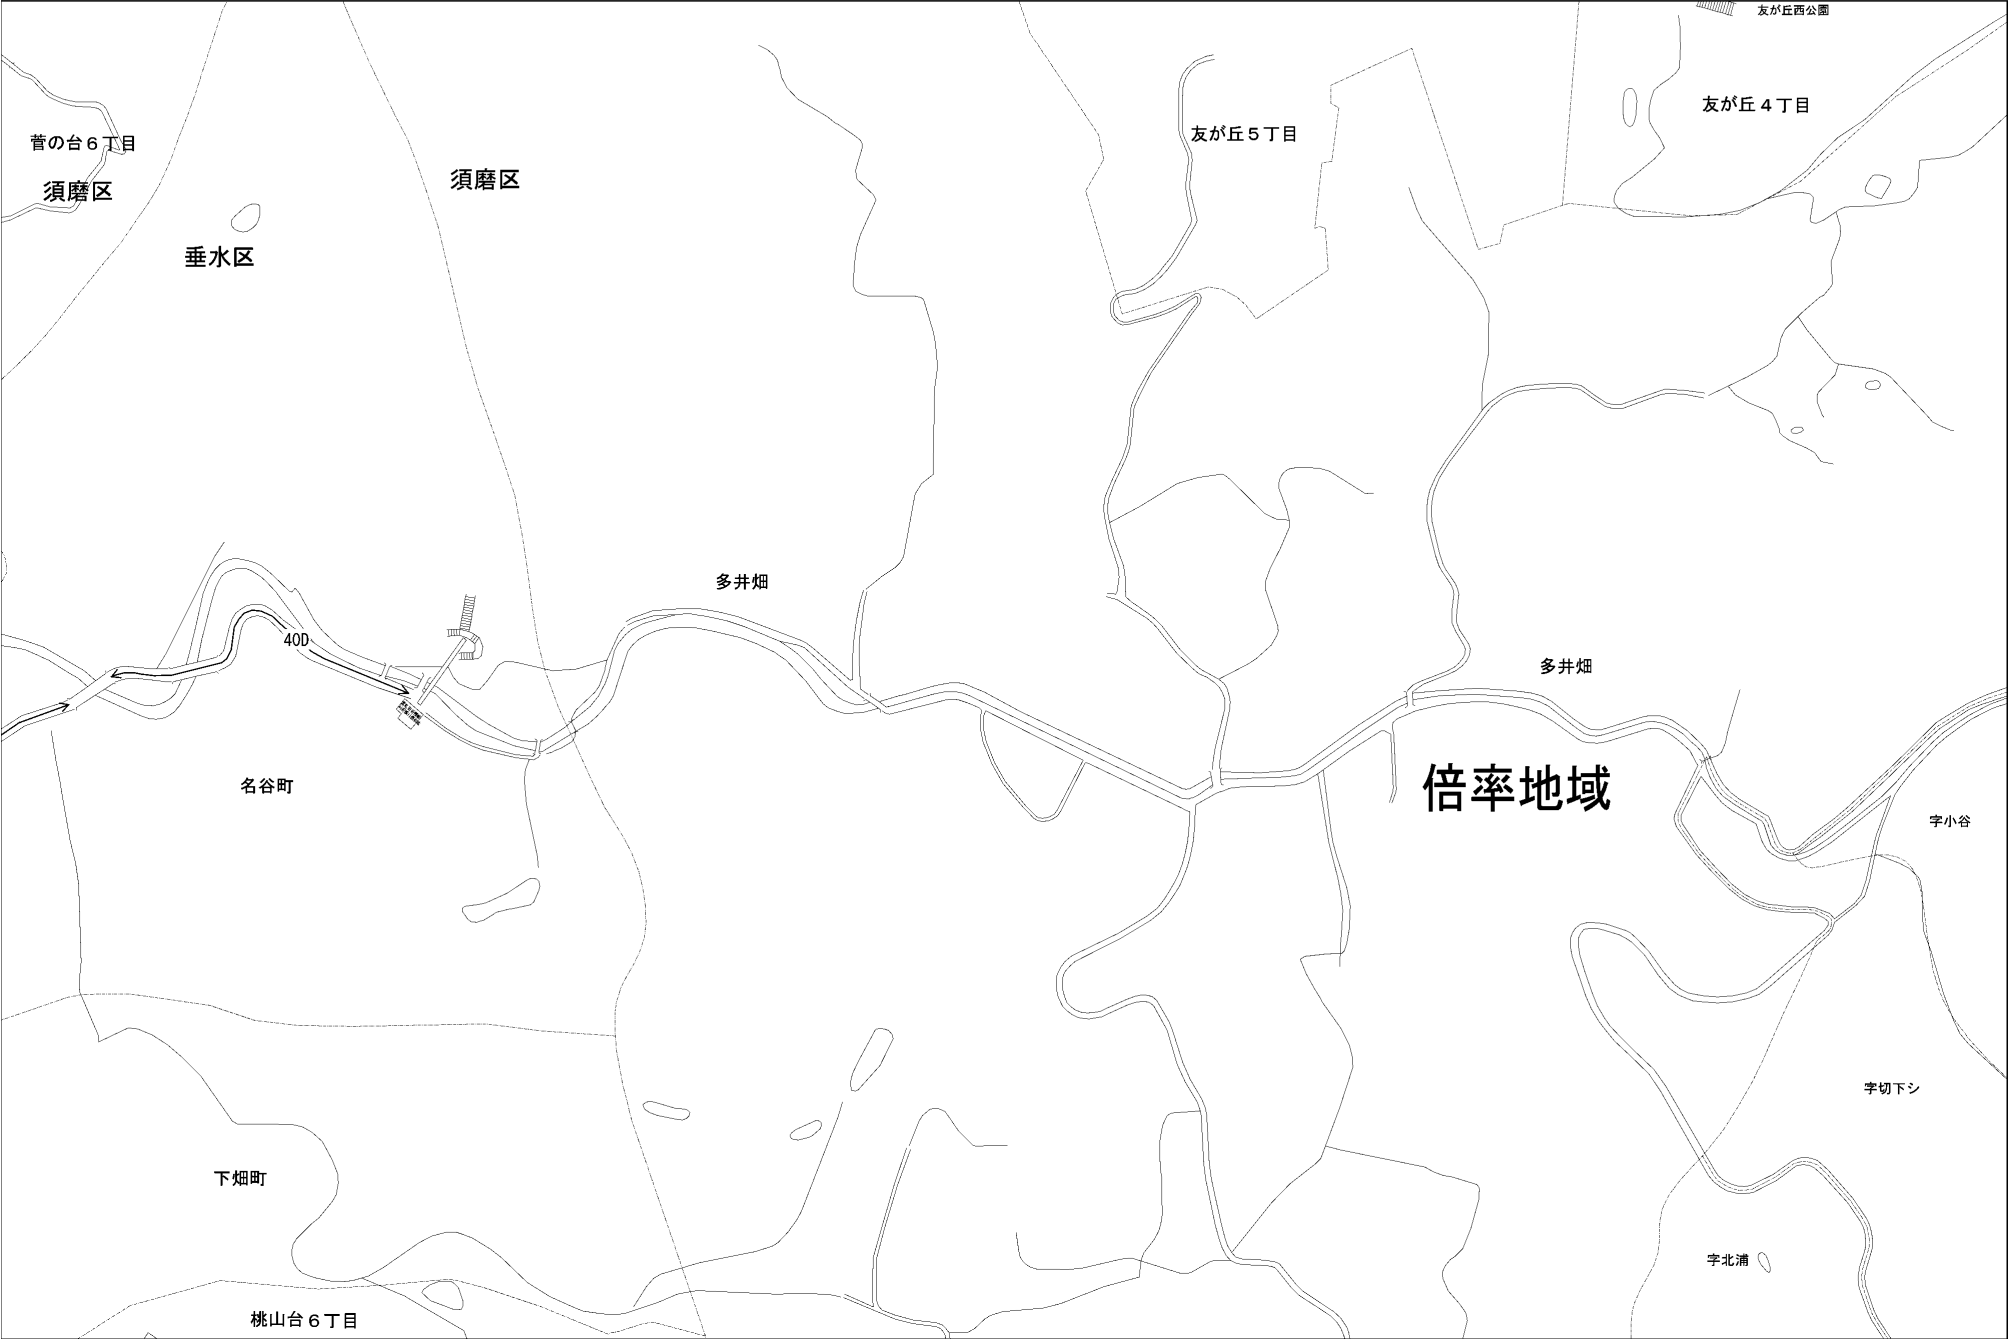 友が丘西公園
友が丘４丁目
友が丘５丁目
菅の台６丁目
須磨区
須磨区
垂水区
多井畑
40D
多井畑
名谷町
倍率地域
字小谷
字切下シ
下畑町
字北浦
桃山台６丁目